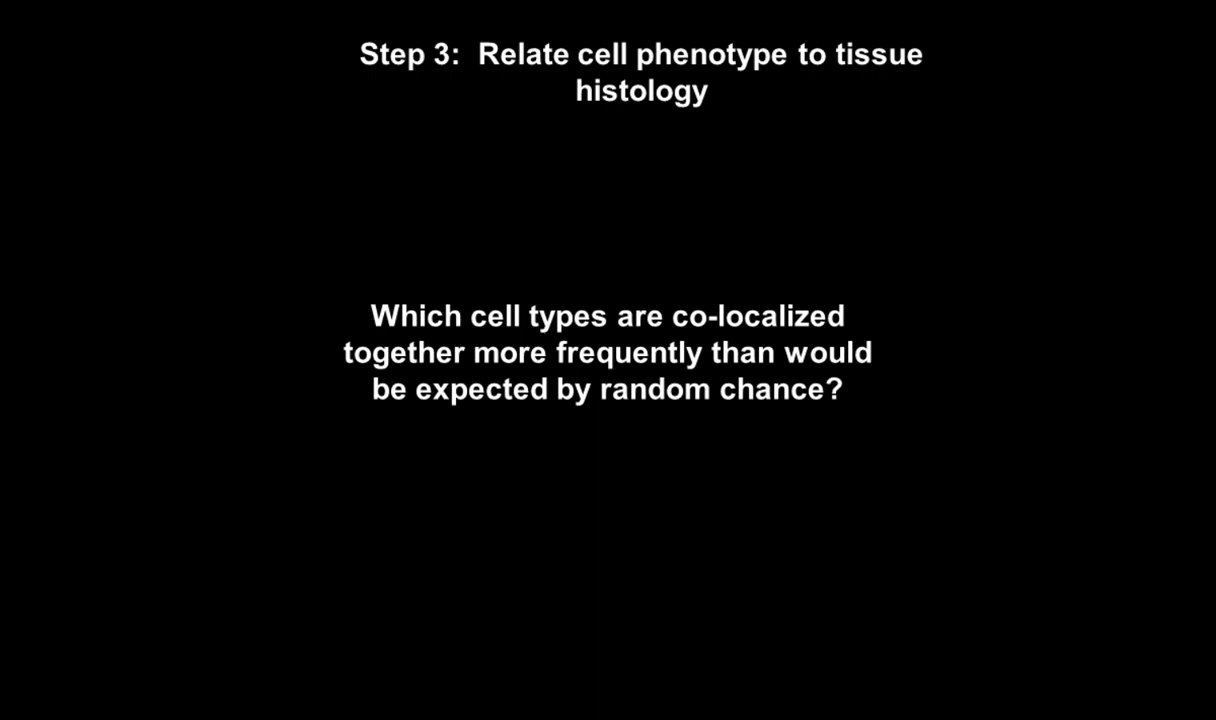 Step 3:  Relate cell phenotype to tissue
histology
Which cell types are co-localized
together more frequently than would
be expected by random chance?